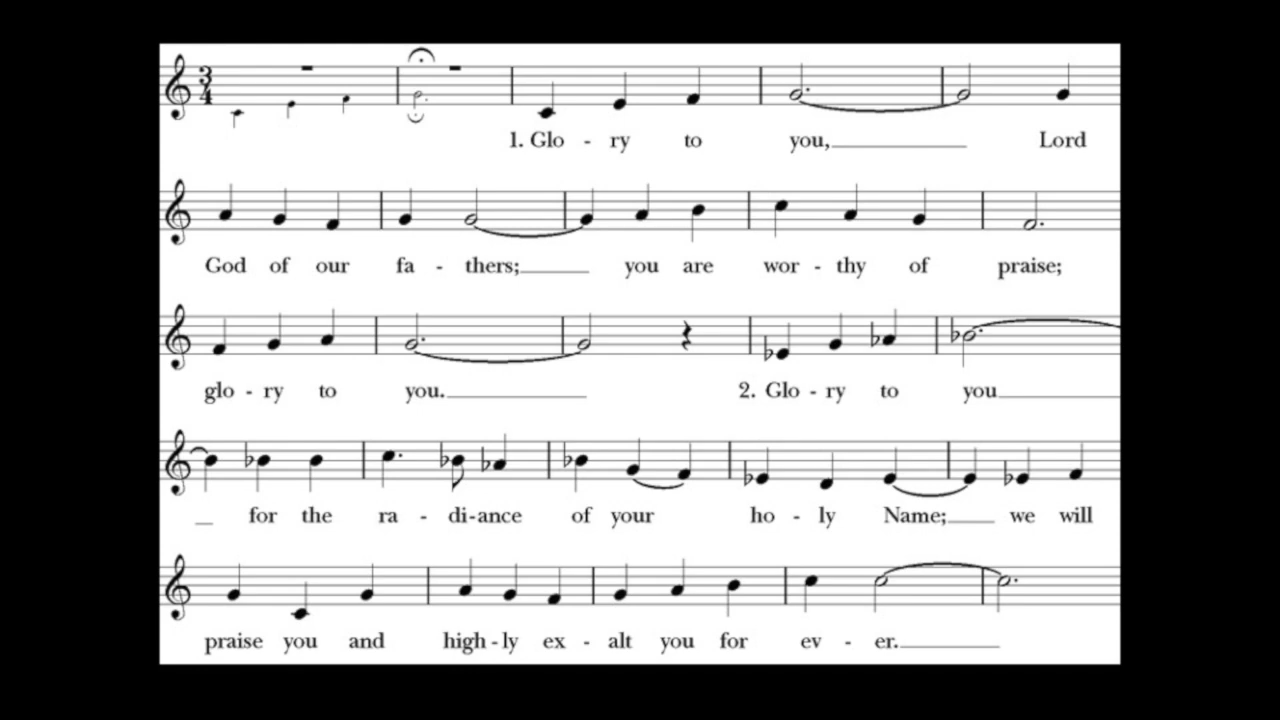 3
4
1. Glo - ry to you, Lord
God of our fa - thers; you are wor - thy of praise;
glo - ry to you. 2. Glo - ry to you
for the ra - di-ance of your ho - ly Name; we will
praise you and high-ly ex - alt you for ev - er.